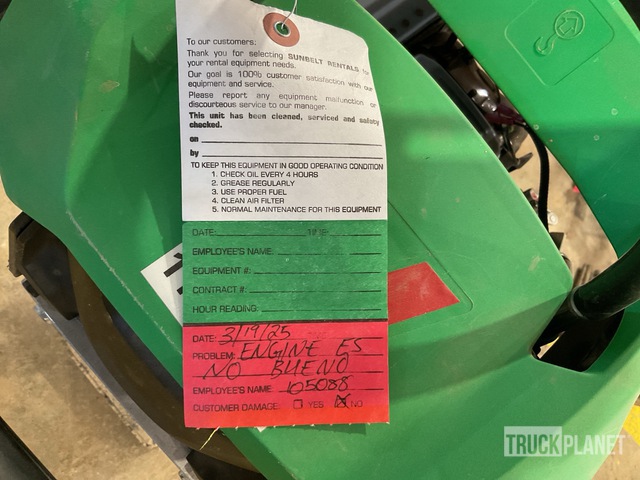 To our customers:
Thank you for selecting SUNBELT RENTALS for
your rental equipment needs.
Our goal is 100% customer satisfaction with our
equipment and service.
Please report any equipment malfunction or
discourteous service to our manager.
This unit has been cleaned, serviced and safety
checked.
on
by
TO KEEP THIS EQUIPMENT IN GOOD OPERATING CONDITION
1. CHECK OIL EVERY 4 HOURS
2. GREASE REGULARLY
3. USE PROPER FUEL
4. CLEAN AIR FILTER
5. NORMAL MAINTENANCE FOR THIS EQUIPMENT
DATE:
EMPLOYEE'S NAME:
EQUIPMENT #:
CONTRACT #:
HOUR READING:
DATE: 3/19/25
PROBLEM: ENGINE ES
NO BUENO
EMPLOYEE'S NAME: 105088
CUSTOMER DAMAGE: YES NO
TRUCKPLANET